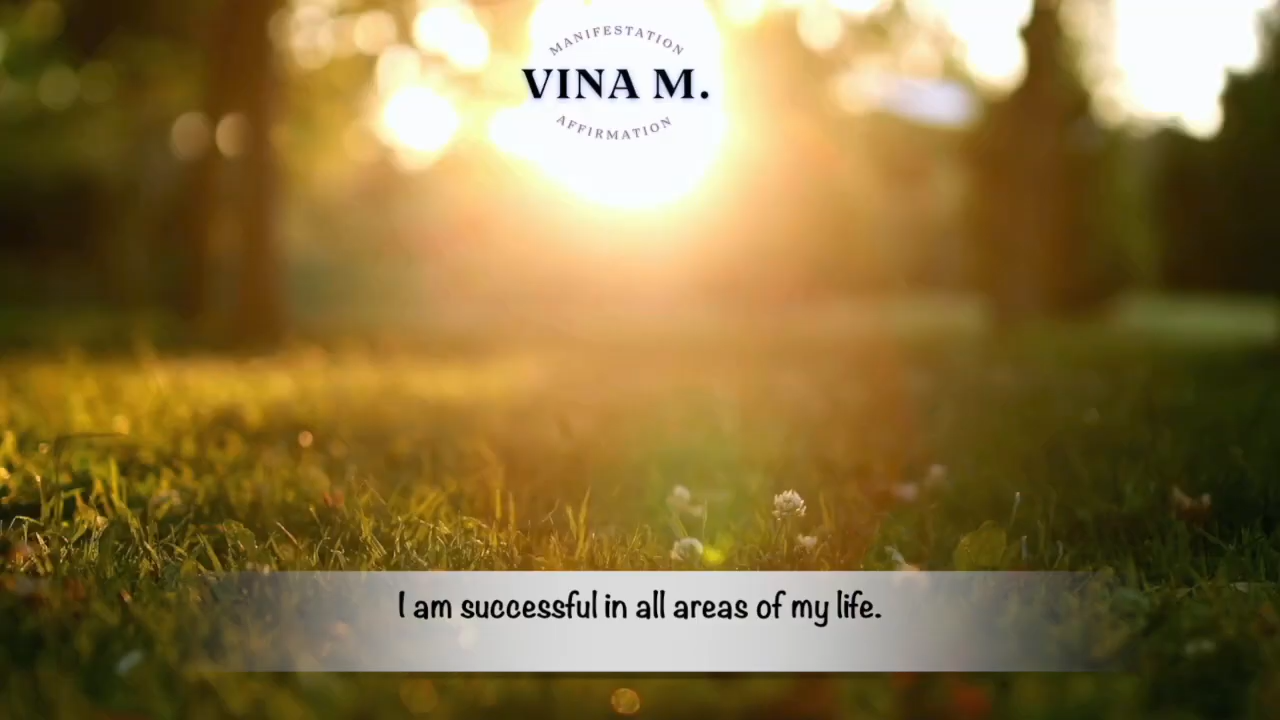 MANIFESTATION
VINA M.
AFFIRMATION
I am successful in all areas of my life.